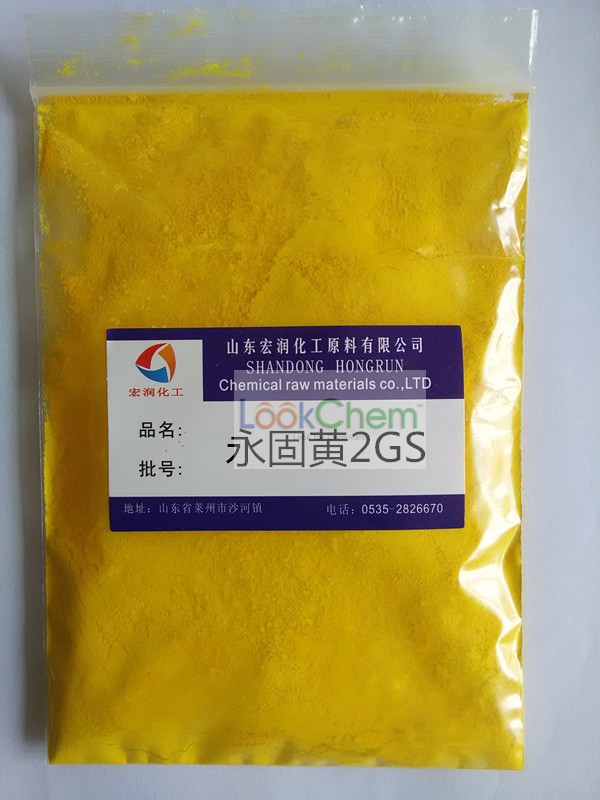 山东宏润化工原料有限公司
SHANDONG HONGRUN
Chemical raw materials co.,LTD
宏润化工
LookChem
品名:
永固黄2GS
批号:
地址：山东省莱州市沙河镇
电话：0535-2826670